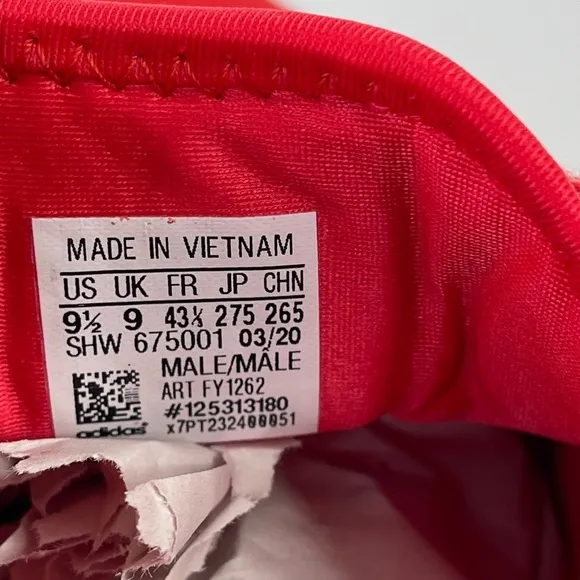 MADE IN VIETNAM
US UK FR JP CHN
9½ 9 43⅓ 275 265
SHW 675001 03/20
MALE/MÂLE
ART FY1262
#125313180
adidas x7PT232400051